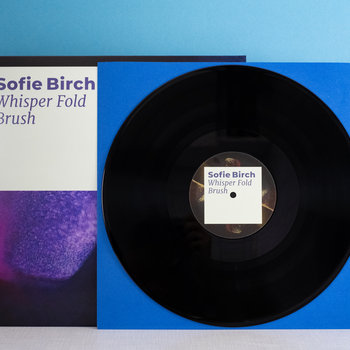 Sofie Birch
Whisper Fold
Brush
Sofie Birch
Whisper Fold
Brush